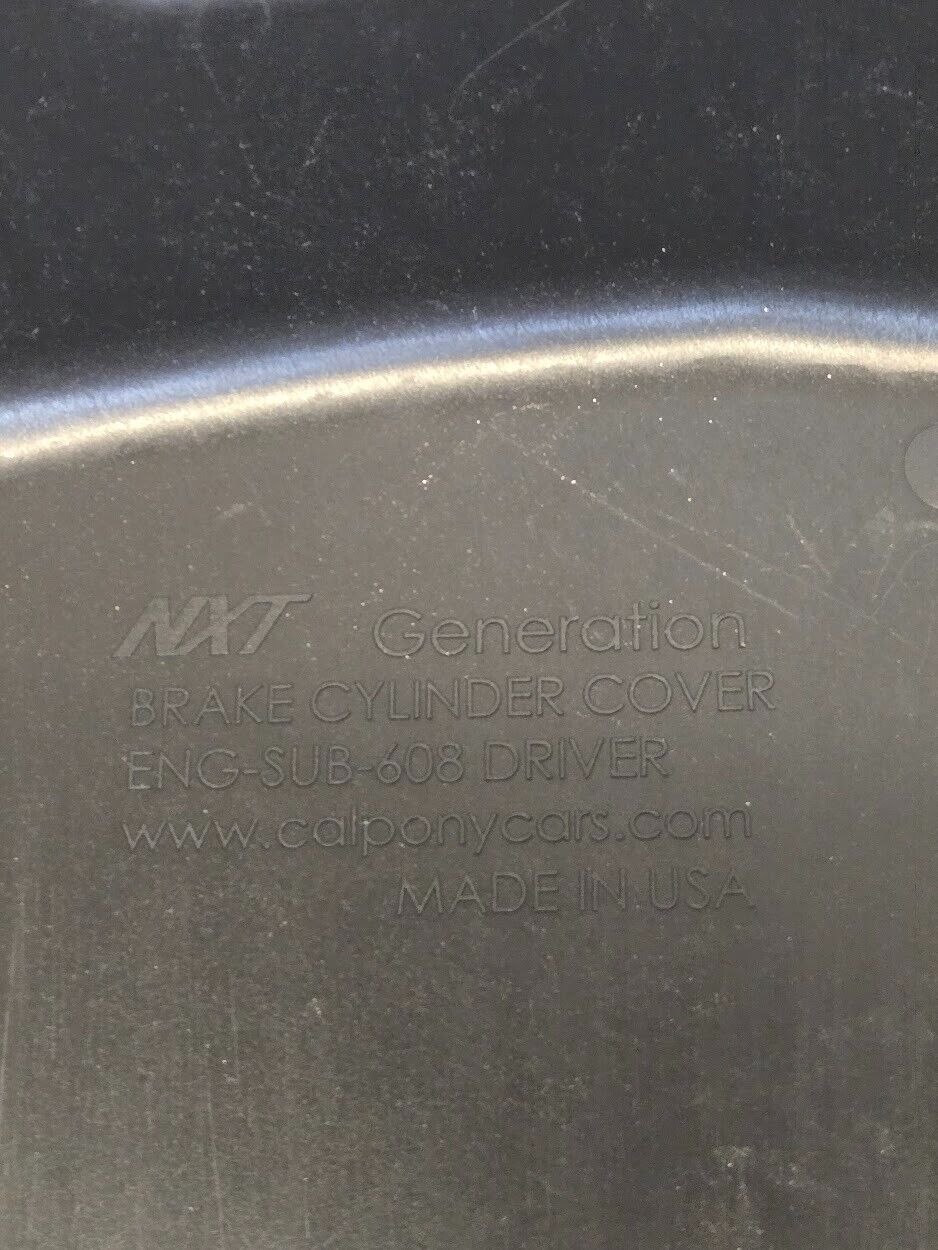 NXT Generation
BRAKE CYLINDER COVER
ENG-SUB-608 DRIVER
www.calponycars.com
MADE IN USA